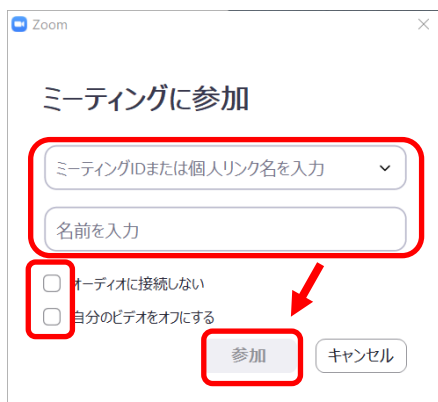 Zoom
ミーティングに参加
ミーティングIDまたは個人リンク名を入力
名前を入力
オーディオに接続しない
自分のビデオをオフにする
参加
キャンセル